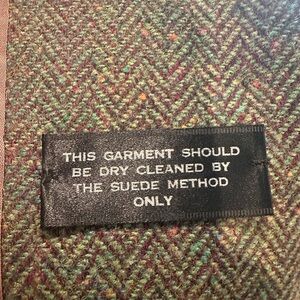 THIS GARMENT SHOULD
BE DRY CLEANED BY
THE SUEDE METHOD
ONLY